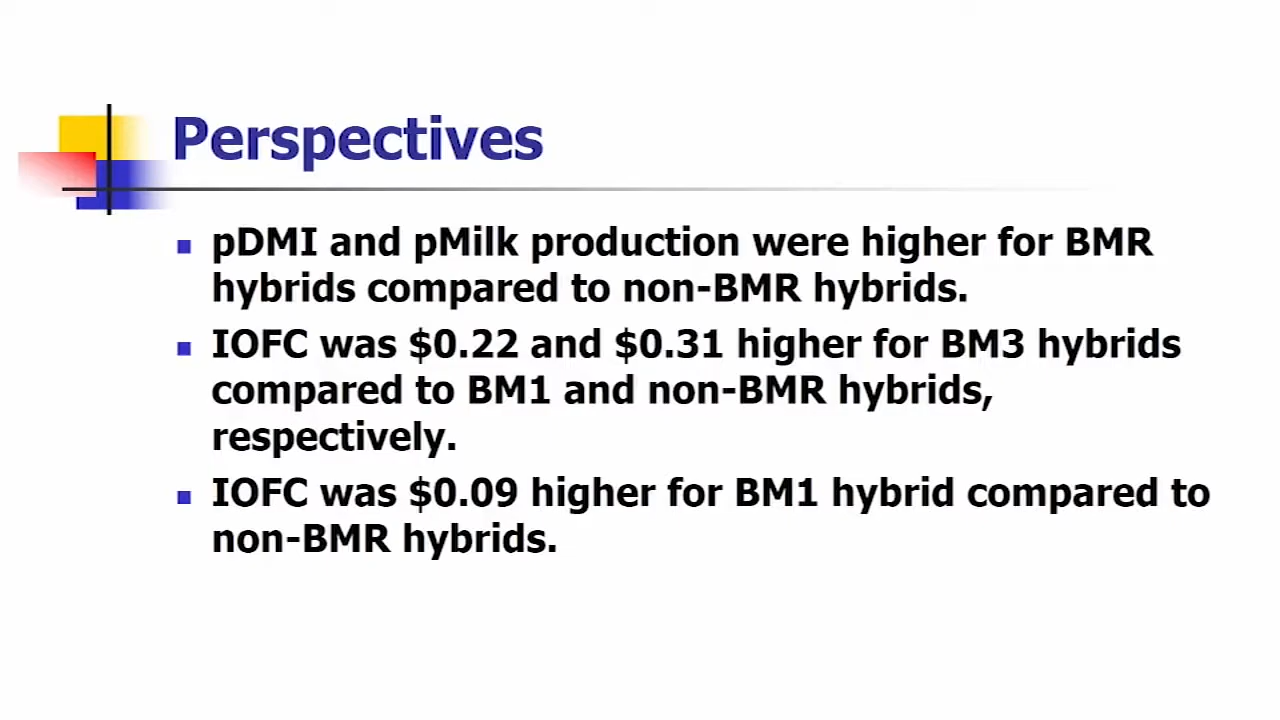 Perspectives
pDMI and pMilk production were higher for BMR
hybrids compared to non-BMR hybrids.
IOFC was $0.22 and $0.31 higher for BM3 hybrids
compared to BM1 and non-BMR hybrids,
respectively.
IOFC was $0.09 higher for BM1 hybrid compared to
non-BMR hybrids.